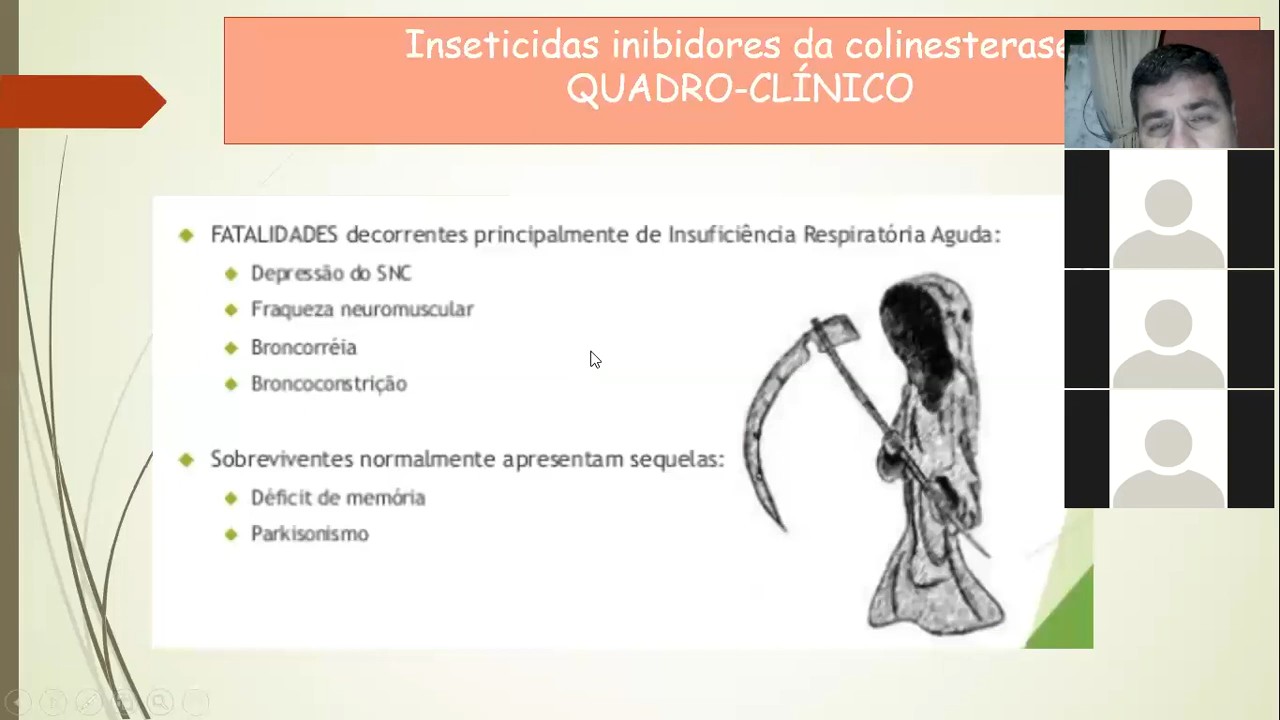 Inseticidas inibidores da colinesterase
QUADRO-CLÍNICO
FATALIDADES decorrentes principalmente de Insuficiência Respiratória Aguda:
Depressão do SNC
Fraqueza neuromuscular
Broncorréia
Broncoconstrição
Sobreviventes normalmente apresentam sequelas:
Déficit de memória
Parkisonismo